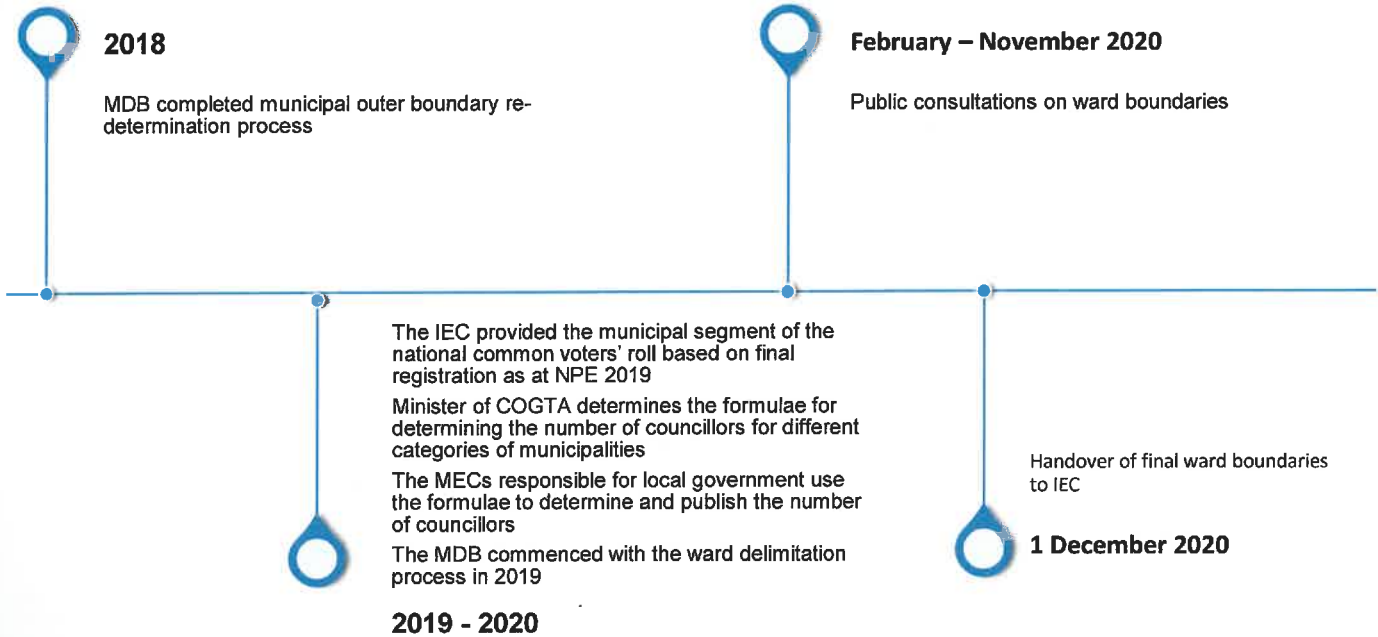 2018
MDB completed municipal outer boundary re-
determination process
February – November 2020
Public consultations on ward boundaries
The IEC provided the municipal segment of the
national common voters' roll based on final
registration as at NPE 2019
Minister of COGTA determines the formulae for
determining the number of councillors for different
categories of municipalities
The MECs responsible for local government use
the formulae to determine and publish the number
of councillors
The MDB commenced with the ward delimitation
process in 2019
2019 - 2020
Handover of final ward boundaries
to IEC
1 December 2020